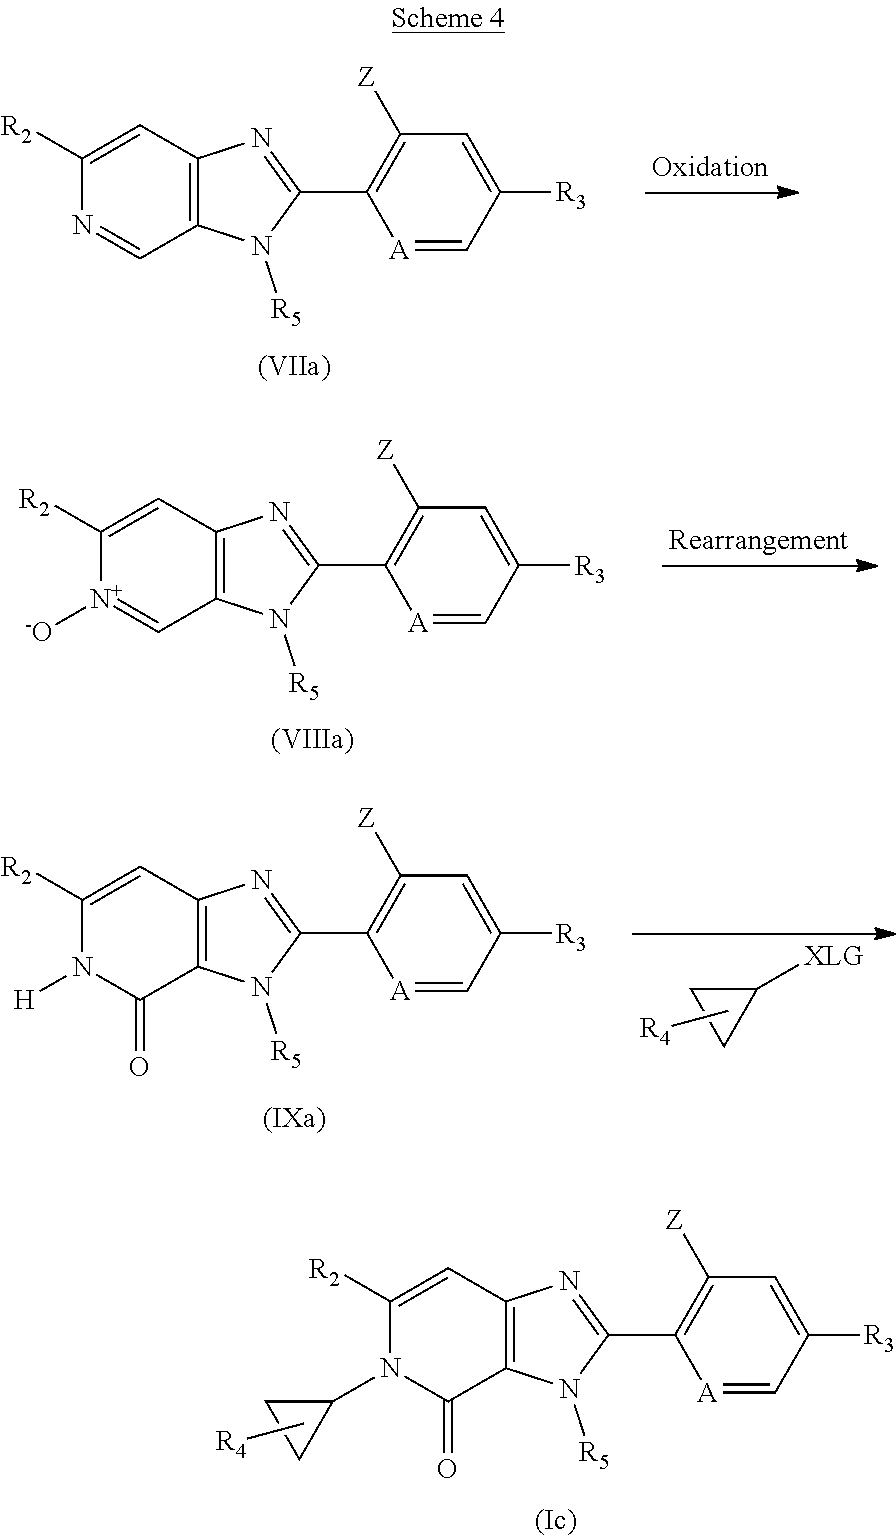 Scheme 4
Z
R2
N
Oxidation
R3
N
N
A
R5
(VIIa)
Z
R2
N
Rearrangement
R3
N+
-O
N
A
R5
(VIIIa)
Z
R2
N
R3
XLG
N
H
N
A
R4
O
R5
(IXa)
Z
R2
N
R3
N
N
A
R4
O
R5
(Ic)